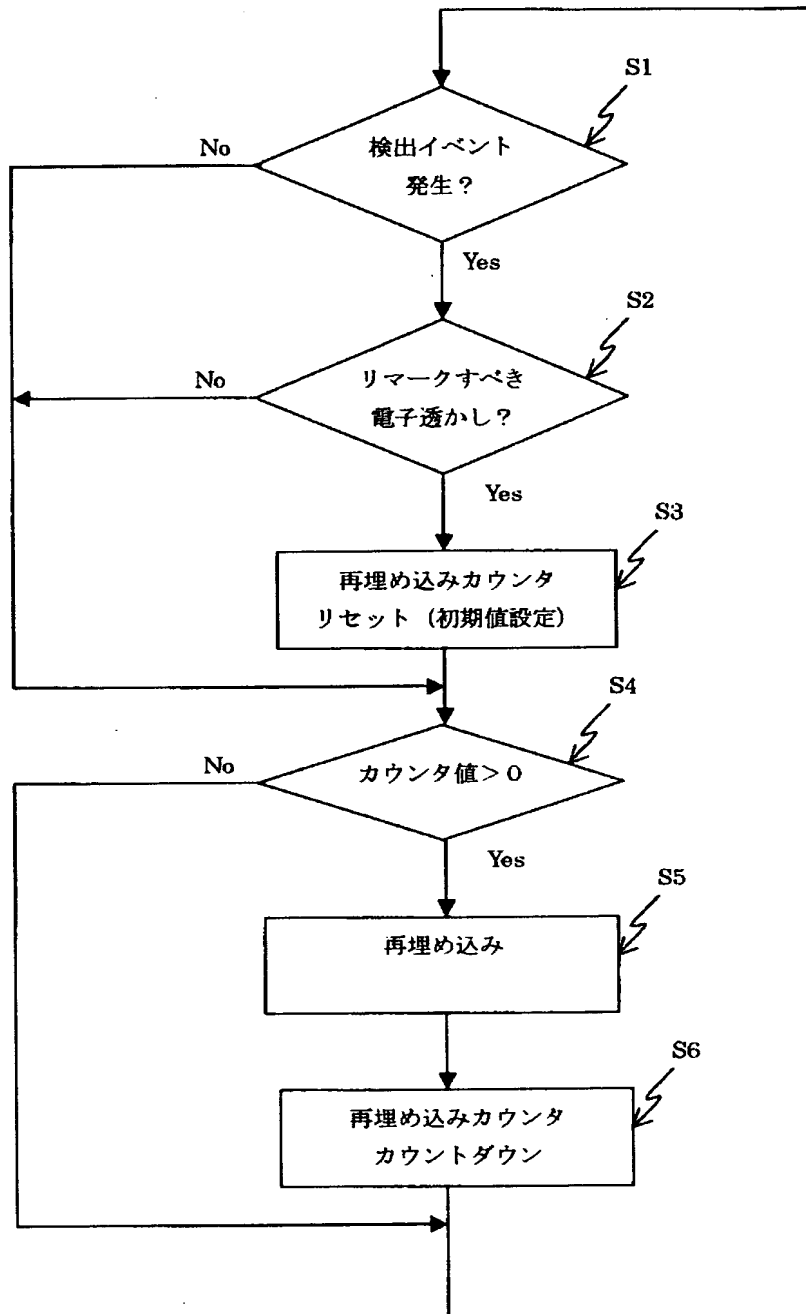 S1
No
検出イベント
発生？
Yes
S2
No
リマークすべき
電子透かし？
Yes
S3
再埋め込みカウンタ
リセット（初期値設定）
S4
No
カウンタ値＞０
Yes
S5
再埋め込み
S6
再埋め込みカウンタ
カウントダウン